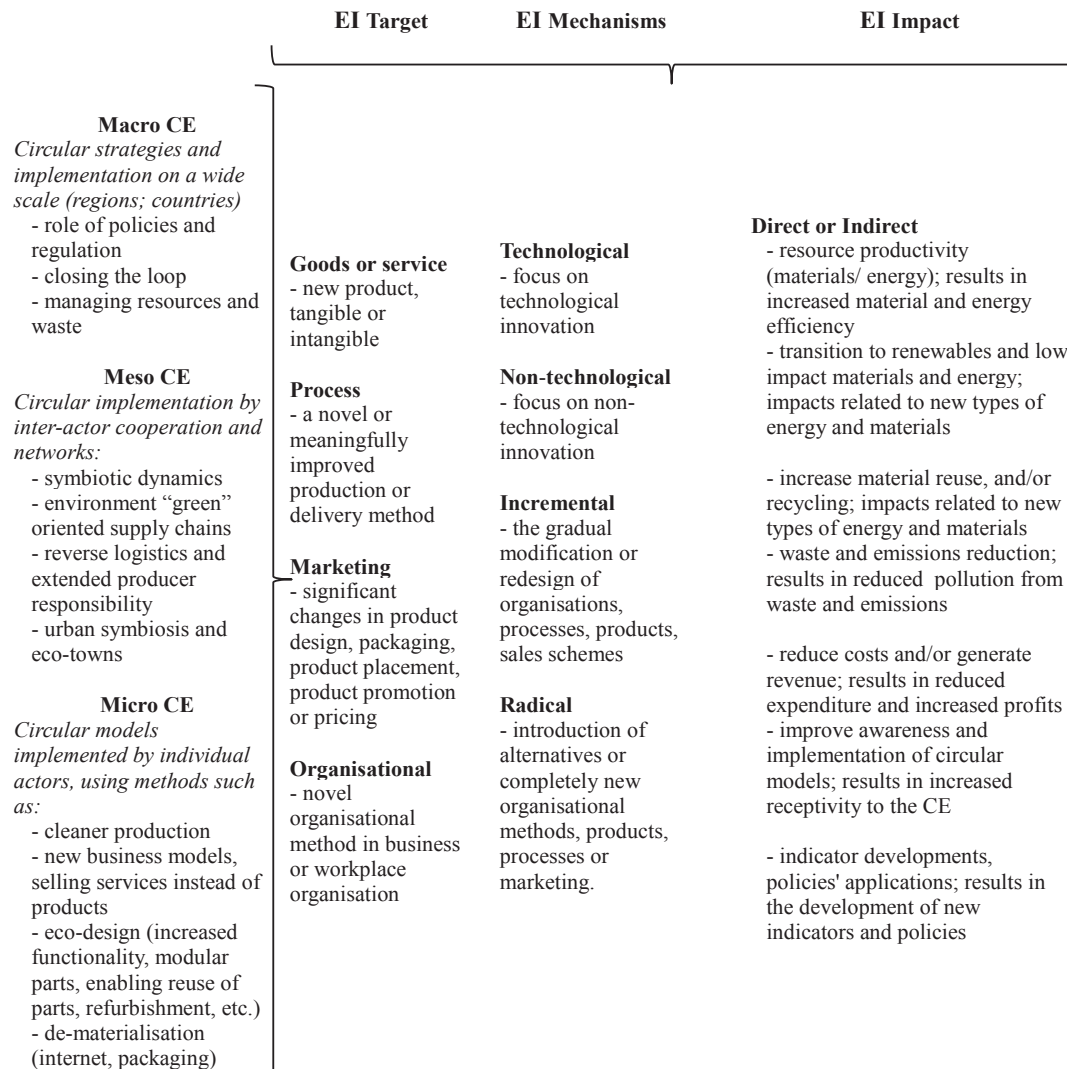 EI Target
EI Mechanisms
EI Impact
Macro CE
Circular strategies and
implementation on a wide
scale (regions; countries)
- role of policies and
regulation
- closing the loop
- managing resources and
waste
Meso CE
Circular implementation by
inter-actor cooperation and
networks:
- symbiotic dynamics
- environment “green”
oriented supply chains
- reverse logistics and
extended producer
responsibility
- urban symbiosis and
eco-towns
Micro CE
Circular models
implemented by individual
actors, using methods such
as:
- cleaner production
- new business models,
selling services instead of
products
- eco-design (increased
functionality, modular
parts, enabling reuse of
parts, refurbishment, etc.)
- de-materialisation
(internet, packaging)
Goods or service
- new product,
tangible or
intangible
Process
- a novel or
meaningfully
improved
production or
delivery method
Marketing
- significant
changes in product
design, packaging,
product placement,
product promotion
or pricing
Organisational
- novel
organisational
method in business
or workplace
organisation
Technological
- focus on
technological
innovation
Non-technological
- focus on non-
technological
innovation
Incremental
- the gradual
modification or
redesign of
organisations,
processes, products,
sales schemes
Radical
- introduction of
alternatives or
completely new
organisational
methods, products,
processes or
marketing.
Direct or Indirect
- resource productivity
(materials/ energy); results in
increased material and energy
efficiency
- transition to renewables and low
impact materials and energy;
impacts related to new types of
energy and materials
- increase material reuse, and/or
recycling; impacts related to new
types of energy and materials
- waste and emissions reduction;
results in reduced pollution from
waste and emissions
- reduce costs and/or generate
revenue; results in reduced
expenditure and increased profits
- improve awareness and
implementation of circular
models; results in increased
receptivity to the CE
- indicator developments,
policies' applications; results in
the development of new
indicators and policies